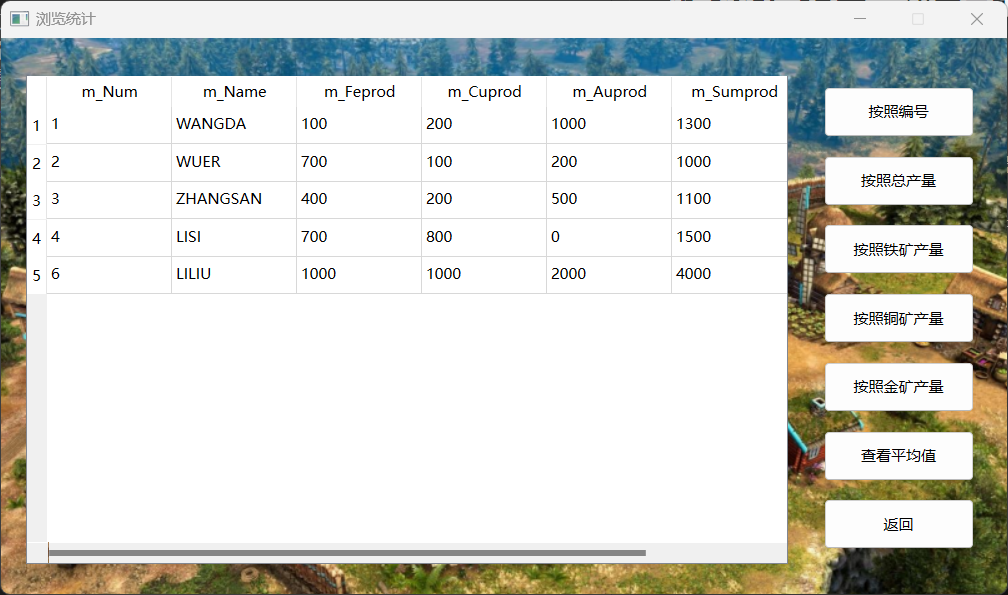 浏览统计
m_Num m_Name m_Feprod m_Cuprod m_Auprod m_Sumprod
1 1 WANGDA 100 200 1000 1300
2 2 WUER 700 100 200 1000
3 3 ZHANGSAN 400 200 500 1100
4 4 LISI 700 800 0 1500
5 6 LILIU 1000 1000 2000 4000
按照编号
按照总产量
按照铁矿产量
按照铜矿产量
按照金矿产量
查看平均值
返回